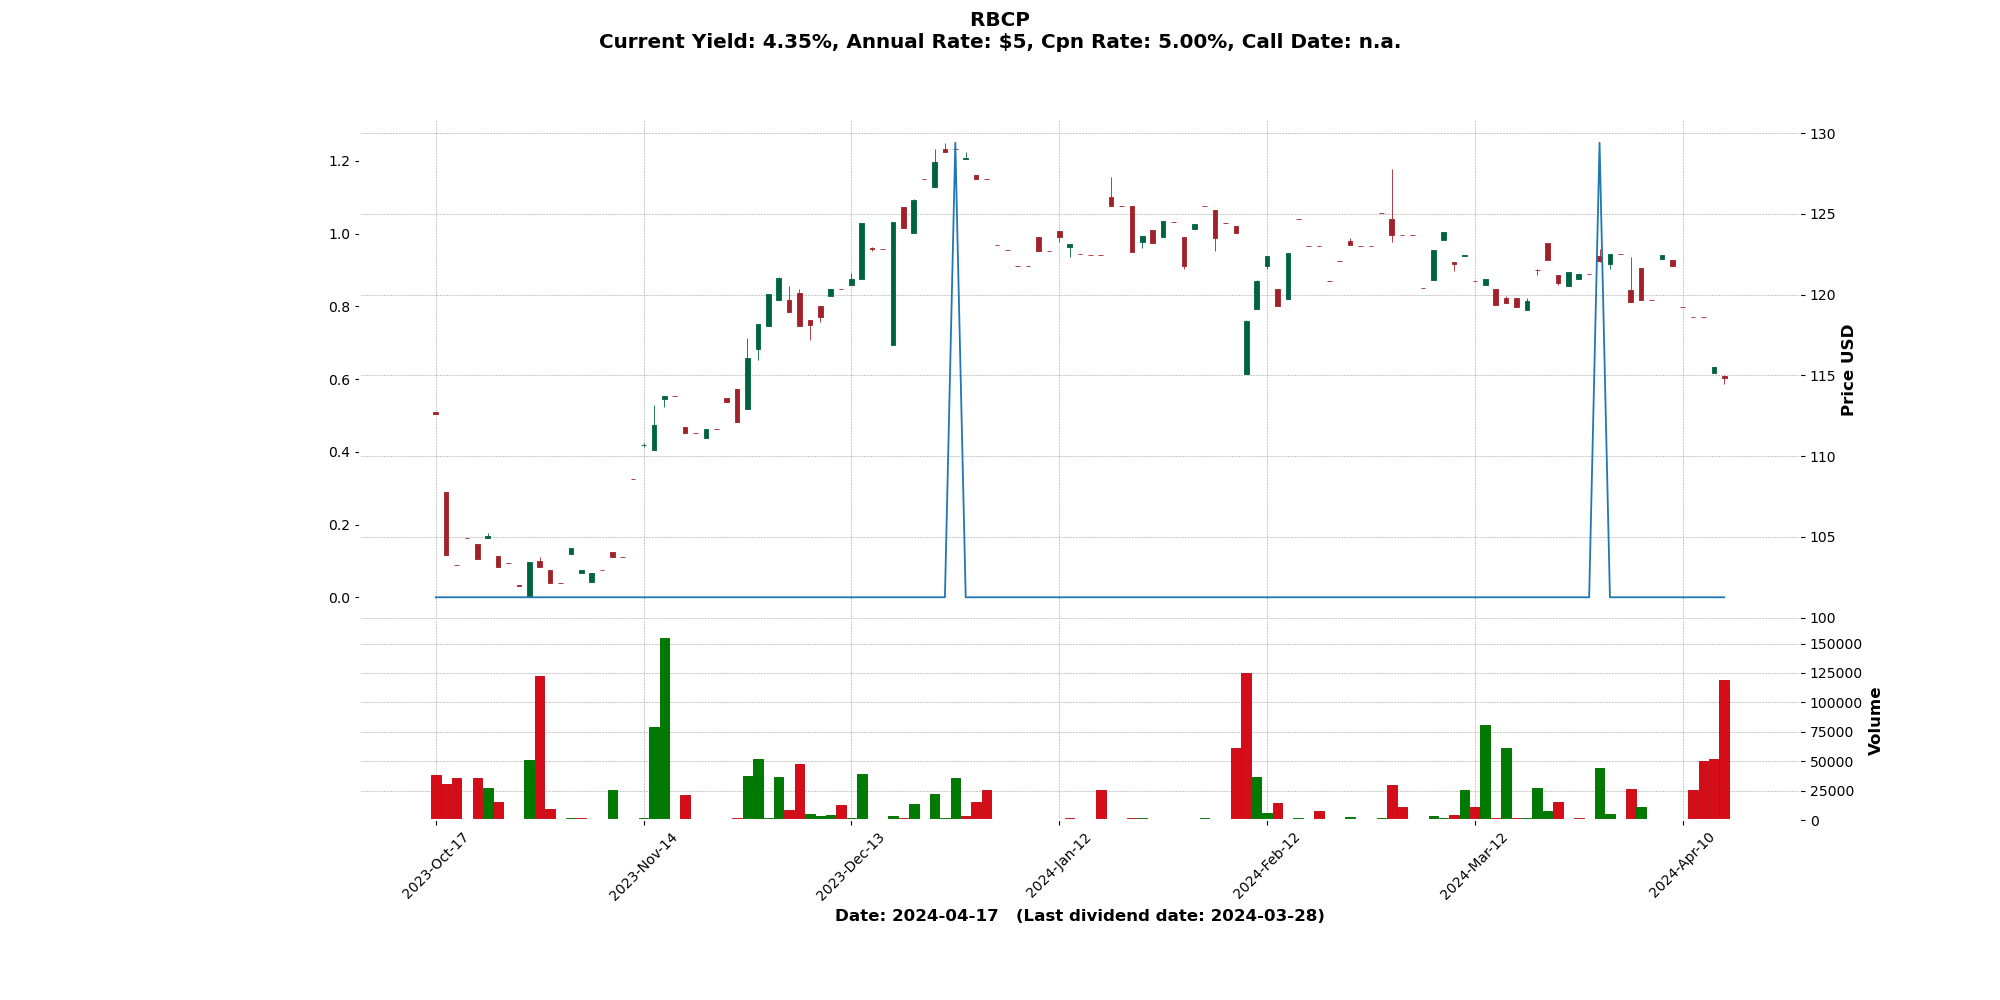 RBCP
Current Yield: 4.35%, Annual Rate: $5, Cpn Rate: 5.00%, Call Date: n.a.
1.2
1.0
0.8
0.6
0.4
0.2
0.0
130
125
120
115
110
105
100
Price USD
150000
125000
100000
75000
50000
25000
0
Volume
2023-Oct-17
2023-Nov-14
2023-Dec-13
2024-Jan-12
2024-Feb-12
2024-Mar-12
2024-Apr-10
Date: 2024-04-17 (Last dividend date: 2024-03-28)